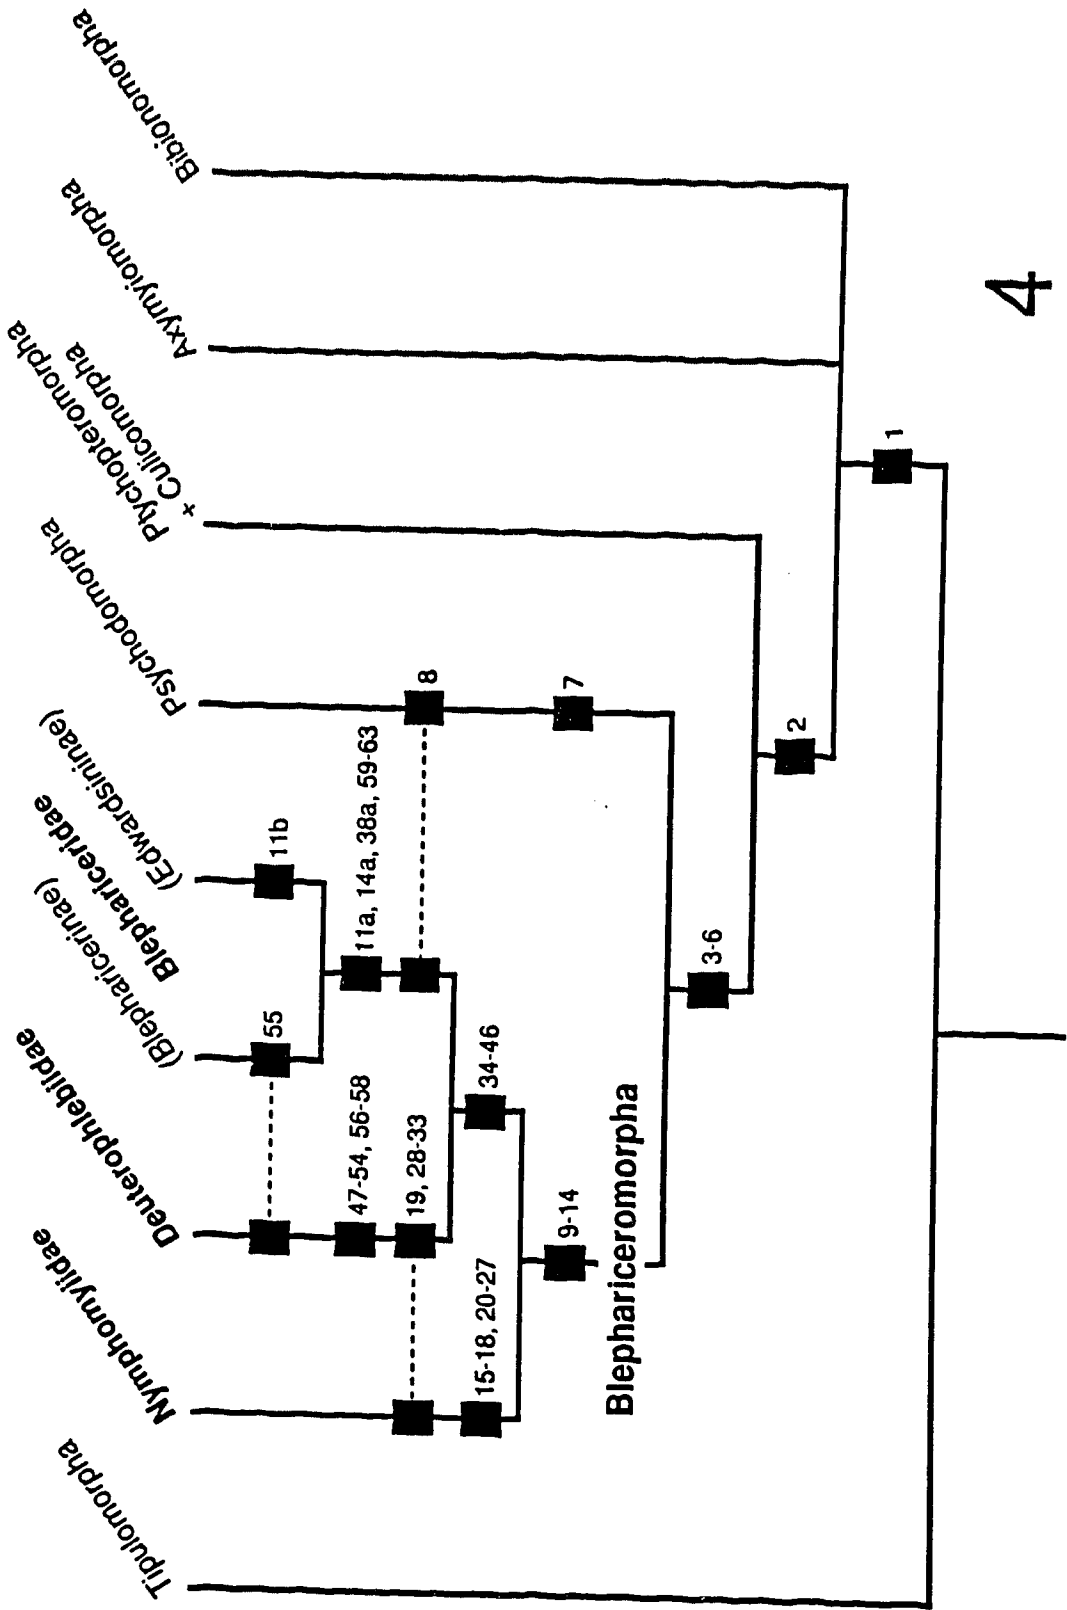 Tipulomorpha
Nymphomyiidae
Deuterophlebiidae
(Blepharicerinae)
Blephariceridae
(Edwardsininae)
Psychodomorpha
Ptychopteromorpha
+ Culicomorpha
Axymyiomorpha
Bibionomorpha
55
11b
47-54, 56-58
11a, 14a, 38a, 59-63
19, 28-33
8
15-18, 20-27
34-46
9-14
7
Blephariceromorpha
3-6
2
1
4